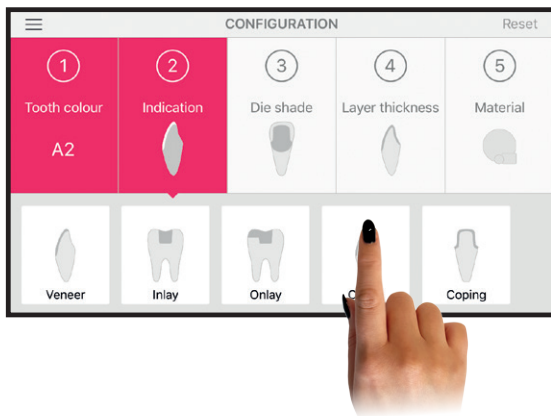 CONFIGURATION
Reset
1
2
3
4
5
Tooth colour
Indication
Die shade
Layer thickness
Material
A2
Veneer
Inlay
Onlay
Coping